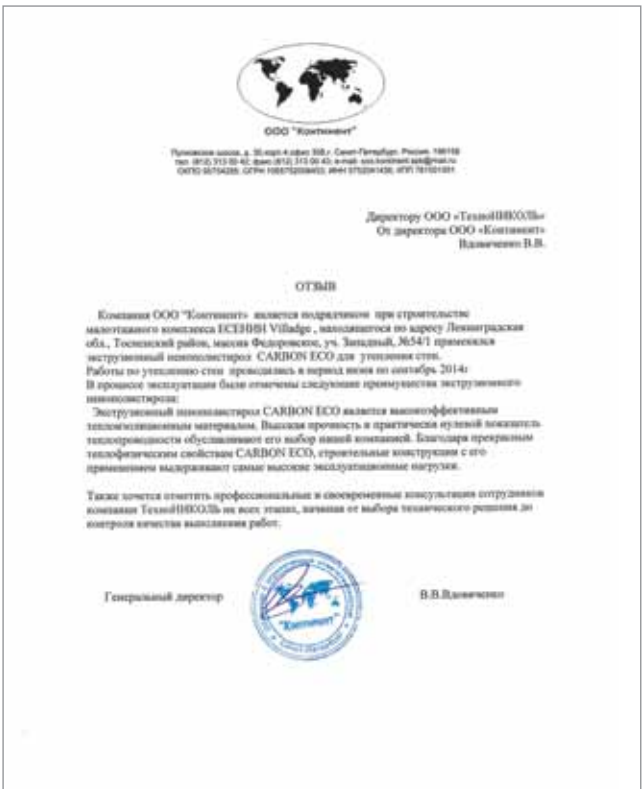 ООО "Континент"
Директору ООО «ТехноНИКОЛЬ»
От директора ООО «Континент»
Вдовиченко В.В.
ОТЗЫВ
Компания ООО "Континент» является подрядчиком при строительстве
малоэтажного комплекса ЕСЕНИН Villadge , находящегося по адресу Ленинградская
обл., Тосненский район, массив Федоровское, уч. Западный, №54/1 применялся
экструзионный пенополистирол CARBON ECO для утепления стен.
Работы по утеплению стен проводились в период июня по сентябрь 2014г
В процессе эксплуатации были отмечены следующие преимущества экструзионного
пенополистирола:
Экструзионный пенополистирол CARBON ECO является высокоэффективным
теплоизоляционным материалом. Высокая прочность и практически нулевой показатель
теплопроводности обуславливают его выбор нашей компанией. Благодаря прекрасным
теплофизическим свойствам CARBON ECO, строительные конструкции с его
применением выдерживают самые высокие эксплуатационные нагрузки.
Также хочется отметить профессиональные и своевременные консультации сотрудников
компании ТехноНИКОЛЬ на всех этапах, начиная от выбора технического решения до
контроля качества выполнения работ.
Генеральный директор
"Континент"
Санкт-Петербург
В.В.Вдовиченко